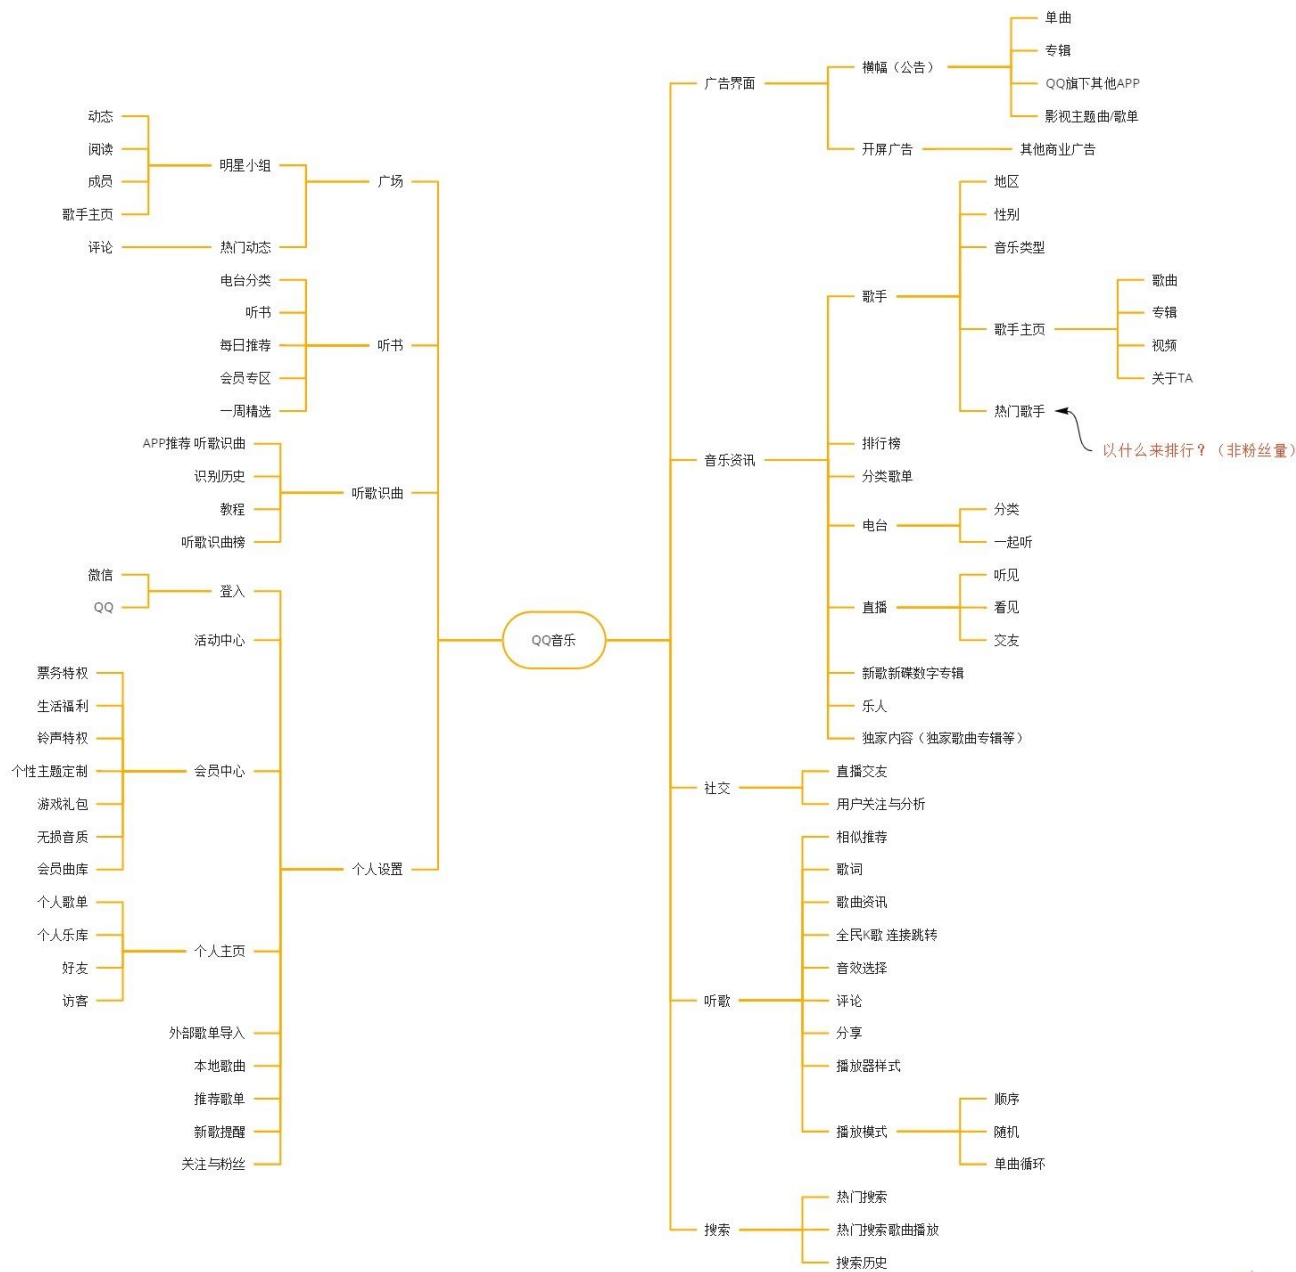 QQ音乐
广告界面
横幅（公告）
单曲
专辑
QQ旗下其他APP
影视主题曲/歌单
开屏广告
其他商业广告
音乐资讯
歌手
地区
性别
音乐类型
歌手主页
歌曲
专辑
视频
关于TA
热门歌手
以什么来排行？（非粉丝量）
排行榜
分类歌单
电台
分类
一起听
直播
听见
看见
交友
新歌新碟数字专辑
乐人
独家内容（独家歌曲专辑等）
社交
直播交友
用户关注与分析
听歌
相似推荐
歌词
歌曲资讯
全民K歌 连接跳转
音效选择
评论
分享
播放器样式
播放模式
顺序
随机
单曲循环
搜索
热门搜索
热门搜索歌曲播放
搜索历史
广场
明星小组
动态
阅读
成员
歌手主页
热门动态
评论
听书
电台分类
听书
每日推荐
会员专区
一周精选
听歌识曲
APP推荐 听歌识曲
识别历史
教程
听歌识曲榜
个人设置
登入
微信
QQ
活动中心
会员中心
票务特权
生活福利
铃声特权
个性主题定制
游戏礼包
无损音质
会员曲库
个人主页
个人歌单
个人乐库
好友
访客
外部歌单导入
本地歌曲
推荐歌单
新歌提醒
关注与粉丝